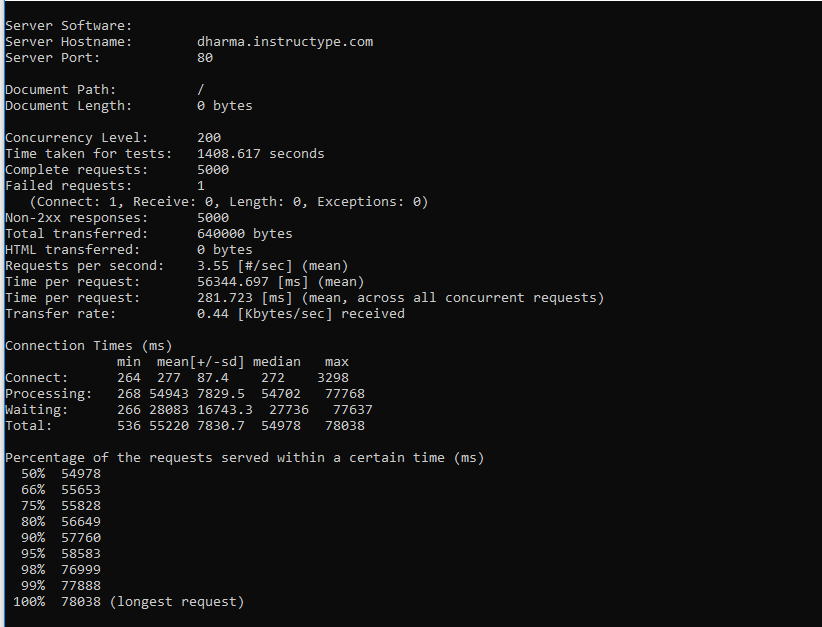 Server Software:
Server Hostname:        dharma.instructype.com
Server Port:            80
Document Path:          /
Document Length:        0 bytes
Concurrency Level:      200
Time taken for tests:   1408.617 seconds
Complete requests:      5000
Failed requests:        1
   (Connect: 1, Receive: 0, Length: 0, Exceptions: 0)
Non-2xx responses:      5000
Total transferred:      640000 bytes
HTML transferred:       0 bytes
Requests per second:    3.55 [#/sec] (mean)
Time per request:       56344.697 [ms] (mean)
Time per request:       281.723 [ms] (mean, across all concurrent requests)
Transfer rate:          0.44 [Kbytes/sec] received
Connection Times (ms)
              min  mean[+/-sd] median   max
Connect:      264  277  87.4    272    3298
Processing:   268 54943 7829.5  54702   77768
Waiting:      266 28083 16743.3  27736   77637
Total:        536 55220 7830.7  54978   78038
Percentage of the requests served within a certain time (ms)
  50%  54978
  66%  55653
  75%  55828
  80%  56649
  90%  57760
  95%  58583
  98%  76999
  99%  77888
 100%  78038 (longest request)